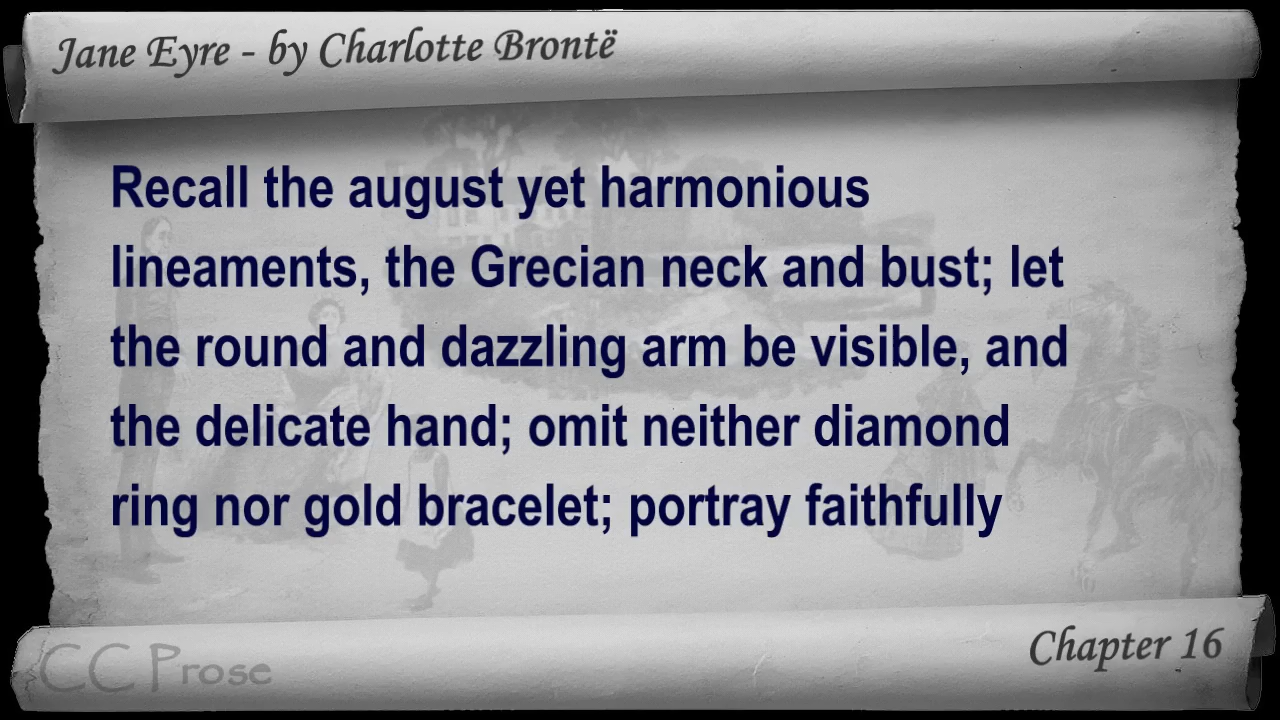 Jane Eyre - by Charlotte Brontë
Recall the august yet harmonious
lineaments, the Grecian neck and bust; let
the round and dazzling arm be visible, and
the delicate hand; omit neither diamond
ring nor gold bracelet; portray faithfully
Chapter 16
CC Prose